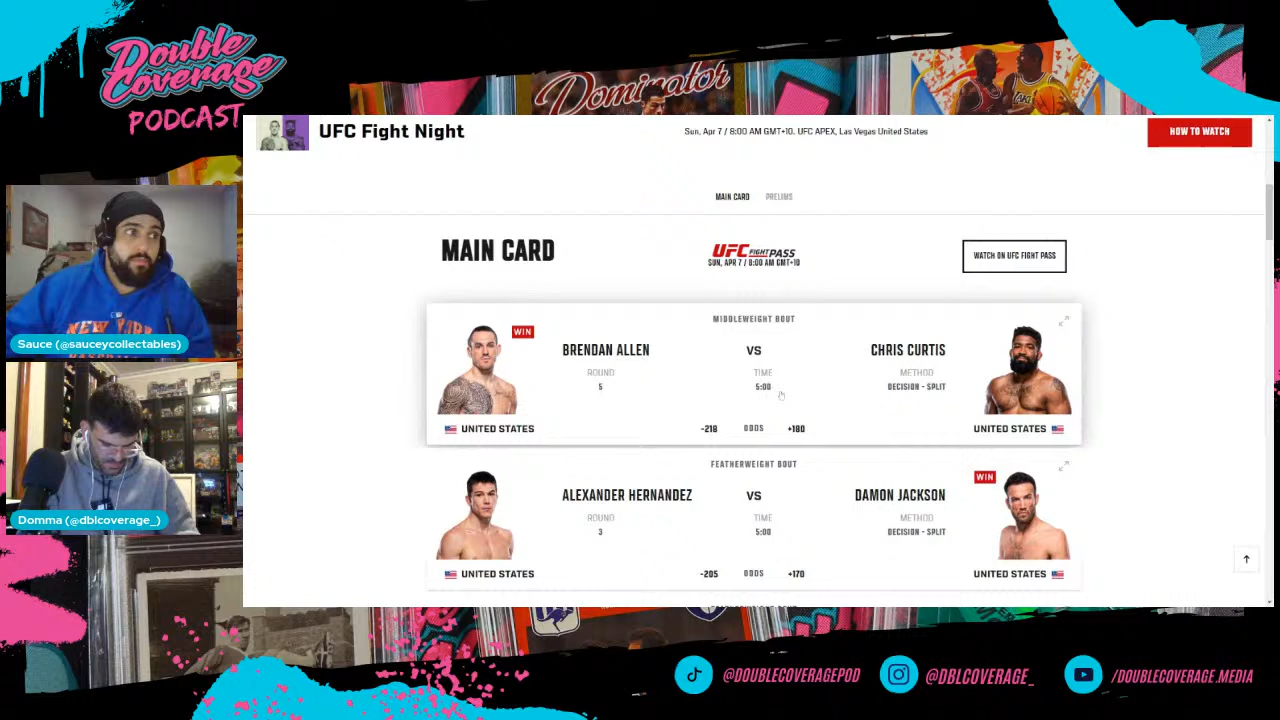 Double
Coverage
PODCAST
Dominator
UFC Fight Night
Sun, Apr 7 / 8:00 AM GMT+10. UFC APEX, Las Vegas United States
HOW TO WATCH
MAIN CARD
PRELIMS
MAIN CARD
UFC FIGHT PASS
SUN, APR 7 / 8:00 AM GMT+10
WATCH ON UFC FIGHT PASS
MIDDLEWEIGHT BOUT
WIN
BRENDAN ALLEN
VS
CHRIS CURTIS
ROUND
TIME
METHOD
5
5:00
DECISION - SPLIT
UNITED STATES
-218
ODDS
+180
UNITED STATES
FEATHERWEIGHT BOUT
ALEXANDER HERNANDEZ
VS
DAMON JACKSON
WIN
ROUND
TIME
METHOD
3
5:00
DECISION - SPLIT
UNITED STATES
-205
ODDS
+170
UNITED STATES
NEW YORK
Sauce (@sauceycollectables)
Domma (@dblcoverage_)
@DOUBLECOVERAGEPOD
@DBLCOVERAGE_
/DOUBLECOVERAGE.MEDIA